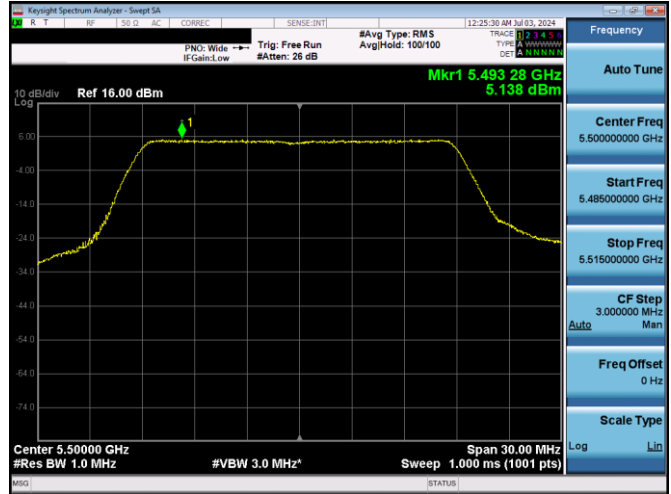 Keysight Spectrum Analyzer - Swept SA
R T RF 50 Ω AC CORREC SENSE:INT 12:25:30 AM Jul 03, 2024
PNO: Wide
IFGain:Low
Trig: Free Run
#Atten: 26 dB
#Avg Type: RMS
Avg|Hold: 100/100
TRACE 1 2 3 4 5 6
TYPE A WWWWW
DET A N N N N N
Mkr1 5.493 28 GHz
5.138 dBm
10 dB/div Ref 16.00 dBm
Log
1
6.00
-4.00
-14.0
-24.0
-34.0
-44.0
-54.0
-64.0
-74.0
Center 5.50000 GHz Span 30.00 MHz
#Res BW 1.0 MHz #VBW 3.0 MHz* Sweep 1.000 ms (1001 pts)
MSG STATUS
Frequency
Auto Tune
Center Freq
5.500000000 GHz
Start Freq
5.485000000 GHz
Stop Freq
5.515000000 GHz
CF Step
3.000000 MHz
Auto Man
Freq Offset
0 Hz
Scale Type
Log Lin